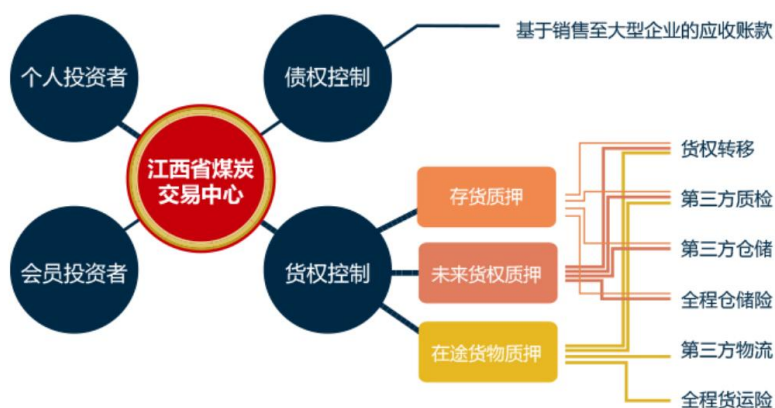 基于销售至大型企业的应收账款
个人投资者
债权控制
江西省煤炭
交易中心
会员投资者
货权控制
存货质押
未来货权质押
在途货物质押
货权转移
第三方质检
第三方仓储
全程仓储险
第三方物流
全程货运险